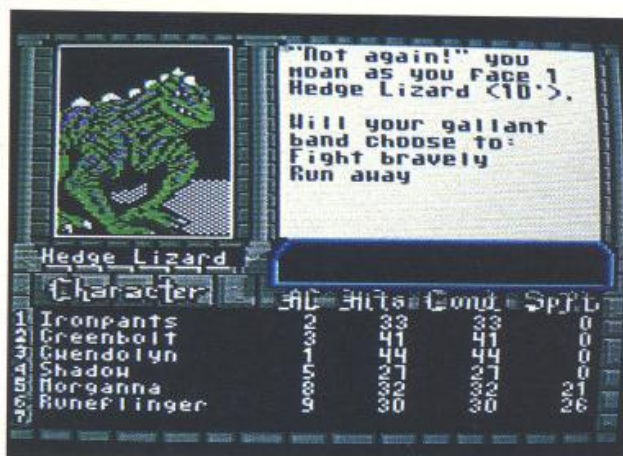 "Not again!" you
moan as you face 1
Hedge Lizard <10'>.
Will your gallant
band choose to:
Fight bravely
Run away
Hedge Lizard
Character AC Hits Cond SpPt
1 Ironpants 2 33 33 0
2 Greenbolt 3 41 41 0
3 Gwendolyn 1 44 44 0
4 Shadow 5 27 27 0
5 Morganna 8 32 32 21
6 Runeflinger 9 30 30 26
7